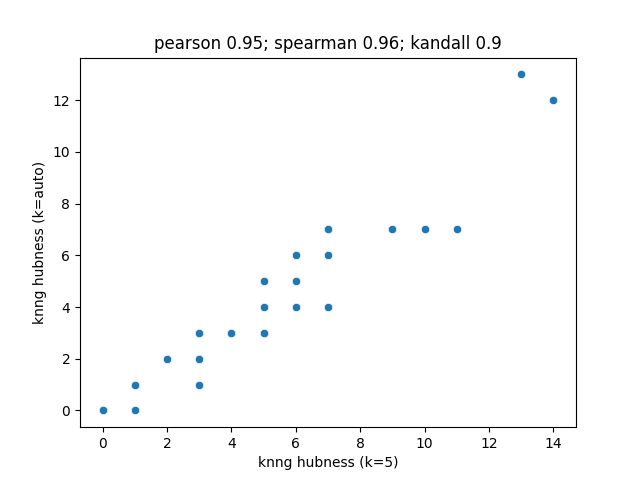 pearson 0.95; spearman 0.96; kandall 0.9
knng hubness (k=auto)
12
10
8
6
4
2
0
0 2 4 6 8 10 12 14
knng hubness (k=5)